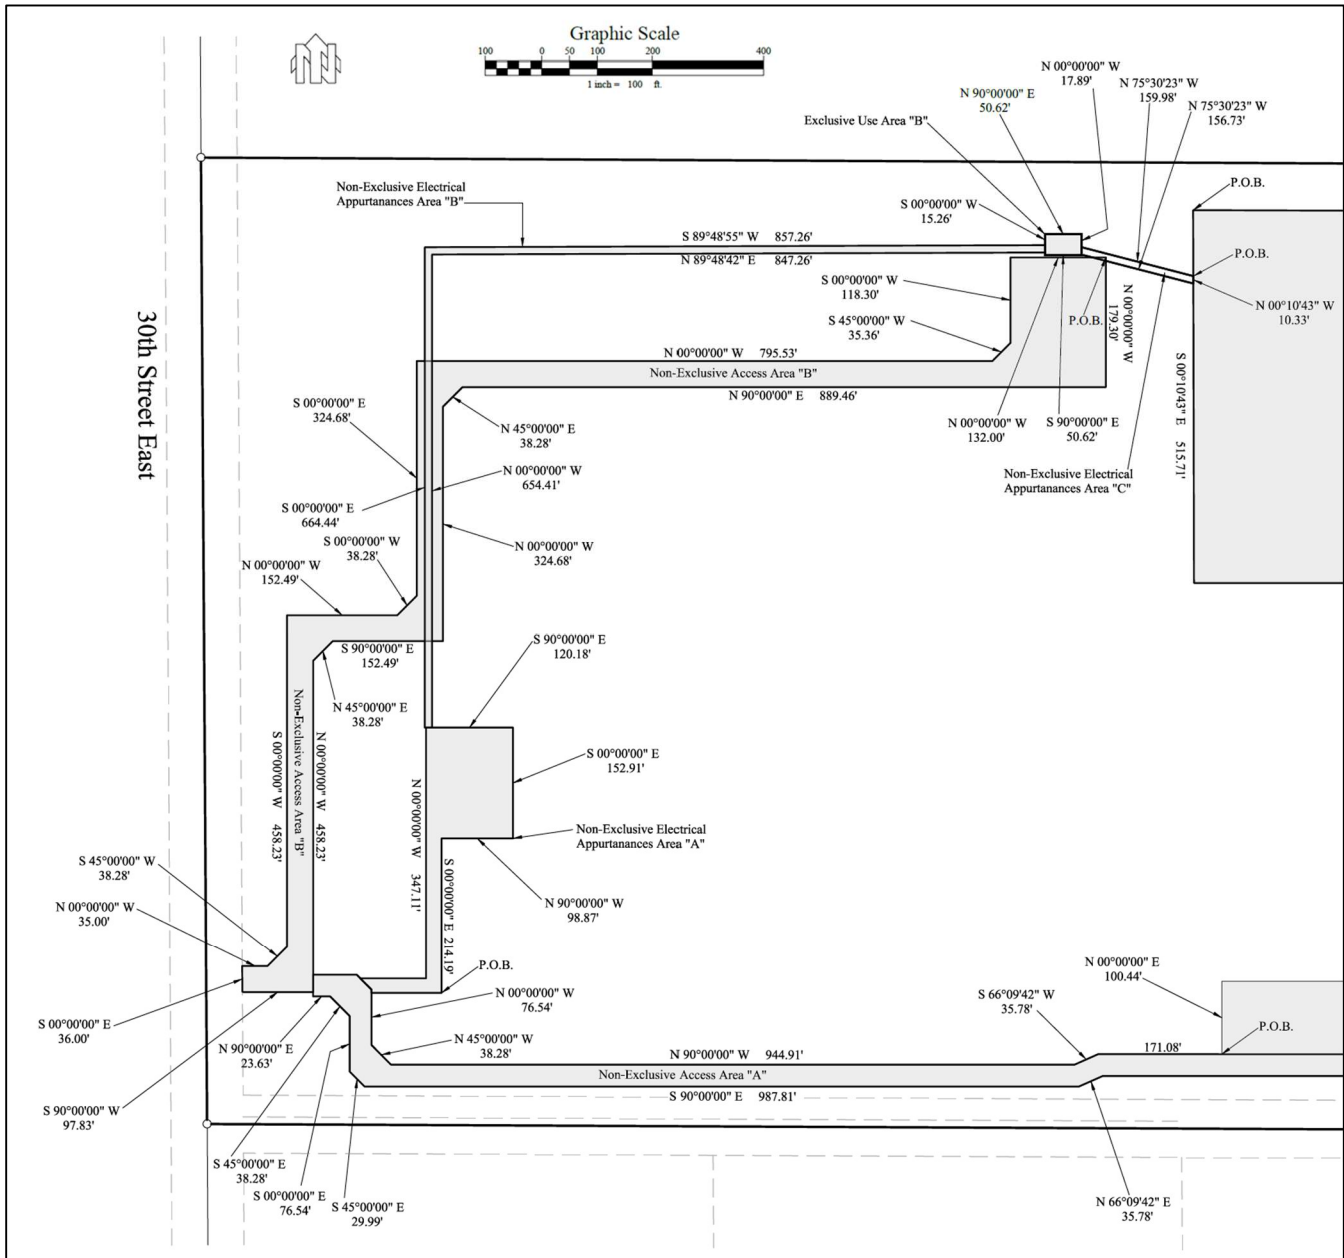 Graphic Scale
100 0 50 100 200 400
1 inch = 100 ft.
N
N 00°00'00" W
17.89'
N 75°30'23" W
159.98'
N 90°00'00" E
50.62'
N 75°30'23" W
156.73'
Exclusive Use Area "B"
Non-Exclusive Electrical
Appurtanances Area "B"
P.O.B.
S 00°00'00" W
15.26'
S 89°48'55" W 857.26'
N 89°48'42" E 847.26'
P.O.B.
S 00°00'00" W
118.30'
N 00°00'00" W
179.30'
N 00°10'43" W
10.33'
30th Street East
S 45°00'00" W
35.36'
P.O.B.
N 00°00'00" W 795.53'
Non-Exclusive Access Area "B"
N 90°00'00" E 889.46'
S 00°10'43" E 515.71'
S 00°00'00" E
324.68'
N 45°00'00" E
38.28'
N 00°00'00" W
132.00'
S 90°00'00" E
50.62'
N 00°00'00" W
654.41'
Non-Exclusive Electrical
Appurtanances Area "C"
S 00°00'00" E
664.44'
S 00°00'00" W
38.28'
N 00°00'00" W
324.68'
N 00°00'00" W
152.49'
S 90°00'00" E
120.18'
S 90°00'00" E
152.49'
N 45°00'00" E
38.28'
S 00°00'00" W 458.23'
Non-Exclusive Access Area "B"
N 00°00'00" W 458.23'
S 00°00'00" E
152.91'
N 00°00'00" W 347.11'
Non-Exclusive Electrical
Appurtanances Area "A"
S 00°00'00" E 214.19'
S 45°00'00" W
38.28'
N 90°00'00" W
98.87'
N 00°00'00" W
35.00'
P.O.B.
N 00°00'00" E
100.44'
N 00°00'00" W
76.54'
S 66°09'42" W
35.78'
S 00°00'00" E
36.00'
P.O.B.
N 90°00'00" E
23.63'
N 45°00'00" W
38.28'
N 90°00'00" W 944.91'
171.08'
Non-Exclusive Access Area "A"
S 90°00'00" E 987.81'
S 90°00'00" W
97.83'
S 45°00'00" E
38.28'
S 00°00'00" E
76.54'
S 45°00'00" E
29.99'
N 66°09'42" E
35.78'